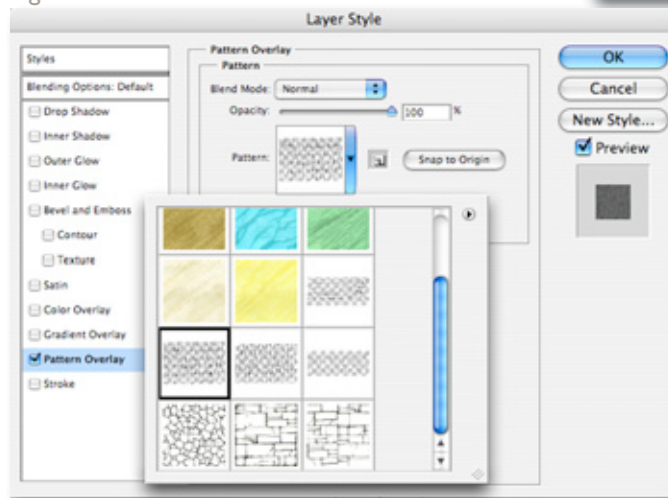 Layer Style
Styles
Blending Options: Default
Drop Shadow
Inner Shadow
Outer Glow
Inner Glow
Bevel and Emboss
Contour
Texture
Satin
Color Overlay
Gradient Overlay
Pattern Overlay
Stroke
Pattern Overlay
Pattern
Blend Mode: Normal
Opacity: 100 %
Pattern: Snap to Origin
OK
Cancel
New Style...
Preview